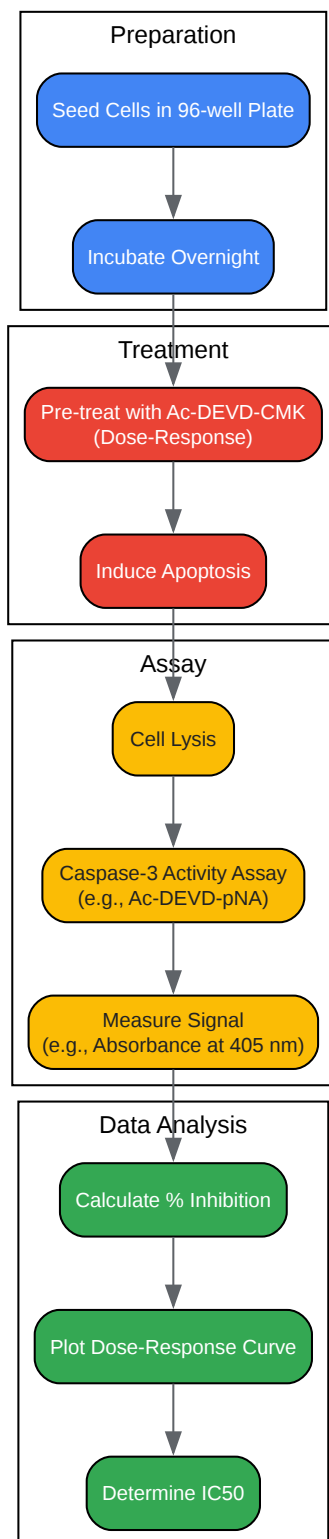 Preparation
Seed Cells in 96-well Plate
Incubate Overnight
Treatment
Pre-treat with Ac-DEVD-CMK
(Dose-Response)
Induce Apoptosis
Assay
Cell Lysis
Caspase-3 Activity Assay
(e.g., Ac-DEVD-pNA)
Measure Signal
(e.g., Absorbance at 405 nm)
Data Analysis
Calculate % Inhibition
Plot Dose-Response Curve
Determine IC50